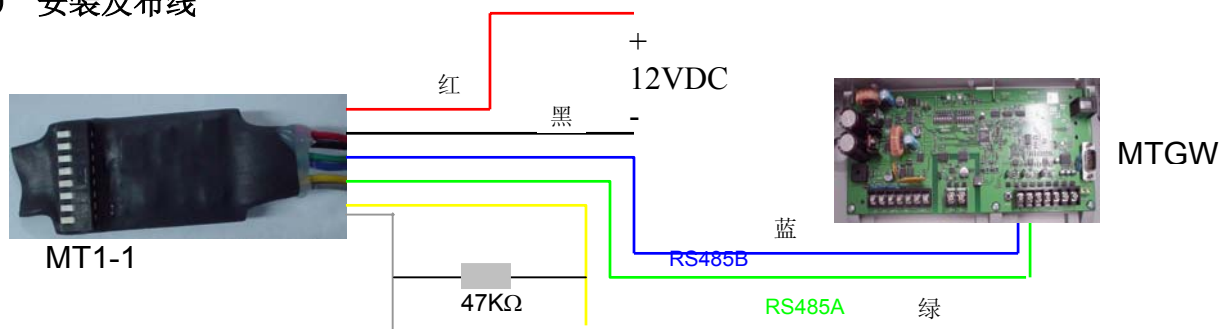 安装及布线
+
12VDC
红
黑
-
MTGW
MT1-1
蓝
RS485B
47KΩ
RS485A
绿